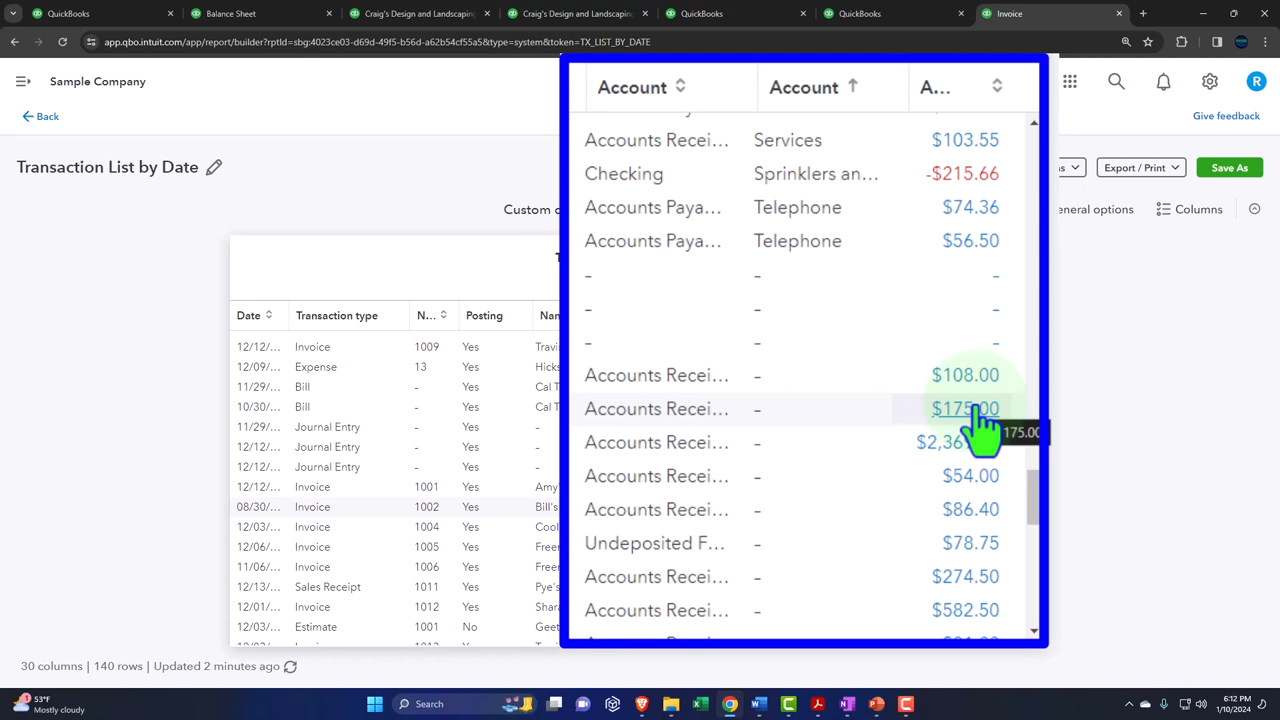 QuickBooks
Balance Sheet
Craig's Design and Landscaping
Craig's Design and Landscaping
QuickBooks
QuickBooks
Invoice
app.qbo.intuit.com/app/report/builder?rptId=sbg:4023ce03-d69d-49f5-b56d-a62b54cf55a5&type=system&token=TX_LIST_BY_DATE
Sample Company
R
Back
Give feedback
Transaction List by Date
Export / Print
Save As
Custom
eneral options
Columns
Date Transaction type N... Posting
12/12/... Invoice 1009 Yes Travis
12/09/... Expense 13 Yes Hicks
11/29/... Bill – Yes Cal T
10/30/... Bill – Yes Cal T
11/29/... Journal Entry – Yes –
12/12/... Journal Entry – Yes –
12/12/... Journal Entry – Yes –
12/12/... Invoice 1001 Yes Amy'
08/30/... Invoice 1002 Yes Bill's
12/03/... Invoice 1004 Yes Cool
12/06/... Invoice 1005 Yes Freer
11/06/... Invoice 1006 Yes Freer
12/13/... Sales Receipt 1011 Yes Pye's
12/01/... Invoice 1012 Yes Shara
12/03/... Estimate 1001 No Geet
Account Account A...
Accounts Recei... Services $103.55
Checking Sprinklers an... -$215.66
Accounts Paya... Telephone $74.36
Accounts Paya... Telephone $56.50
– – –
– – –
– – –
Accounts Recei... – $108.00
Accounts Recei... – $175.00
175.00
Accounts Recei... –
Accounts Recei... – $54.00
Accounts Recei... – $86.40
Undeposited F... – $78.75
Accounts Recei... – $274.50
Accounts Recei... – $582.50
30 columns | 140 rows | Updated 2 minutes ago
1
53°F
Mostly cloudy
Search
6:12 PM
1/10/2024